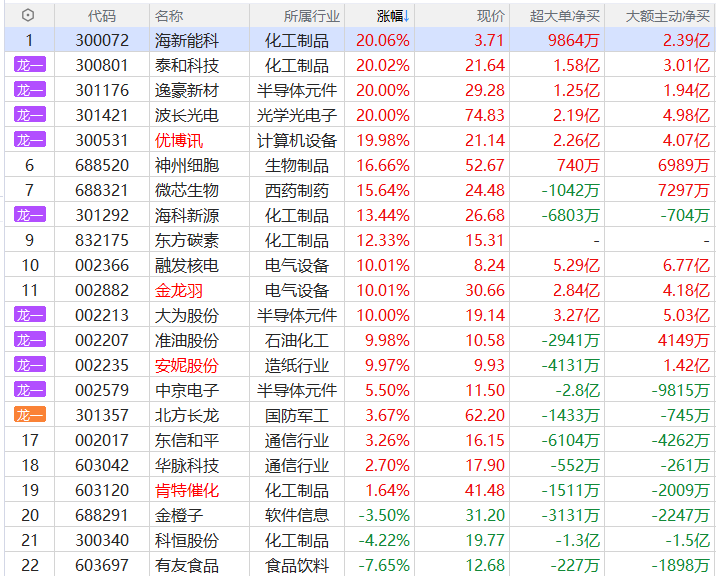 代码 名称 所属行业 涨幅↓ 现价 超大单净买 大额主动净买
1 300072 海新能科 化工制品 20.06% 3.71 9864万 2.39亿
龙一 300801 泰和科技 化工制品 20.02% 21.64 1.58亿 3.01亿
龙一 301176 逸豪新材 半导体元件 20.00% 29.28 1.25亿 1.94亿
龙一 301421 波长光电 光学光电子 20.00% 74.83 2.19亿 4.98亿
龙一 300531 优博讯 计算机设备 19.98% 21.14 2.26亿 4.07亿
6 688520 神州细胞 生物制品 16.66% 52.67 740万 6989万
7 688321 微芯生物 西药制药 15.64% 24.48 -1042万 7297万
龙一 301292 海科新源 化工制品 13.44% 26.68 -6803万 -704万
9 832175 东方碳素 化工制品 12.33% 15.31 - -
10 002366 融发核电 电气设备 10.01% 8.24 5.29亿 6.77亿
11 002882 金龙羽 电气设备 10.01% 30.66 2.84亿 4.18亿
龙一 002213 大为股份 半导体元件 10.00% 19.14 3.27亿 5.03亿
龙一 002207 准油股份 石油化工 9.98% 10.58 -2941万 4149万
龙一 002235 安妮股份 造纸行业 9.97% 9.93 -4131万 1.42亿
龙一 002579 中京电子 半导体元件 5.50% 11.50 -2.8亿 -9815万
龙一 301357 北方长龙 国防军工 3.67% 62.20 -1433万 -745万
17 002017 东信和平 通信行业 3.26% 16.15 -6104万 -4262万
18 603042 华脉科技 通信行业 2.70% 17.90 -552万 -261万
19 603120 肯特催化 化工制品 1.64% 41.48 -1511万 -2009万
20 688291 金橙子 软件信息 -3.50% 31.20 -3131万 -2247万
21 300340 科恒股份 化工制品 -4.22% 19.77 -1.3亿 -1.5亿
22 603697 有友食品 食品饮料 -7.65% 12.68 -227万 -1898万